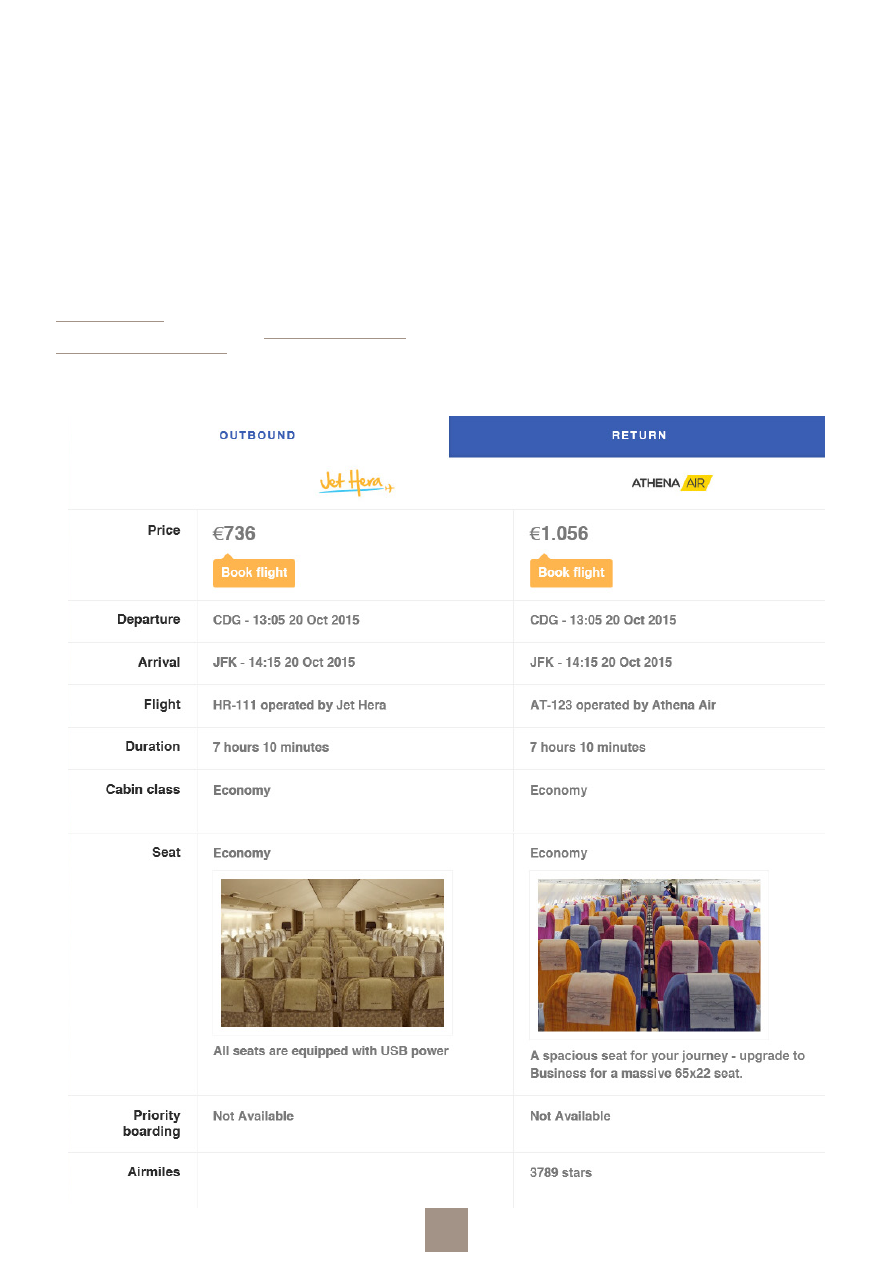 OUTBOUND RETURN
Jet Hera ATHENA AIR
Price €736 €1.056
Book flight Book flight
Departure CDG - 13:05 20 Oct 2015 CDG - 13:05 20 Oct 2015
Arrival JFK - 14:15 20 Oct 2015 JFK - 14:15 20 Oct 2015
Flight HR-111 operated by Jet Hera AT-123 operated by Athena Air
Duration 7 hours 10 minutes 7 hours 10 minutes
Cabin class Economy Economy
Seat Economy Economy
All seats are equipped with USB power A spacious seat for your journey - upgrade to
Business for a massive 65x22 seat.
Priority Not Available Not Available
boarding
Airmiles 3789 stars